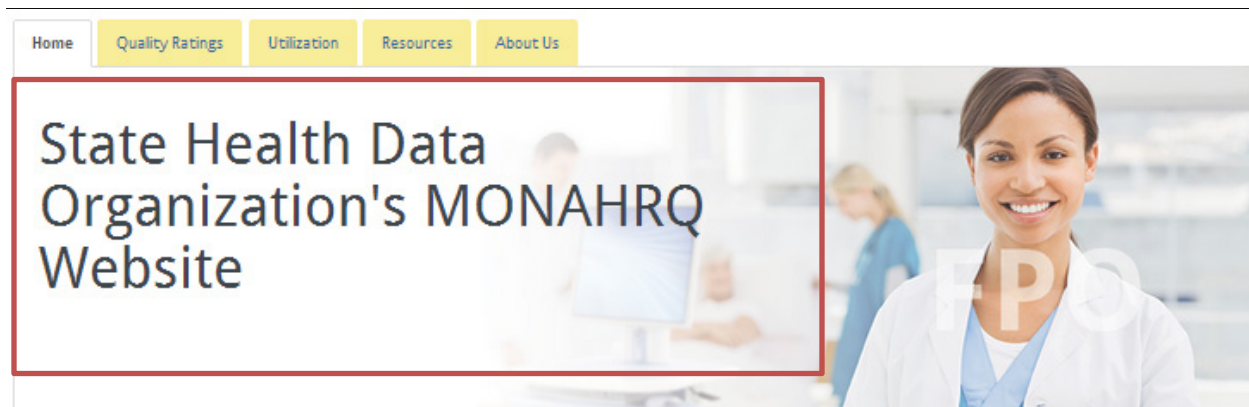 Home Quality Ratings Utilization Resources About Us
State Health Data
Organization's MONAHRQ
Website
FPO